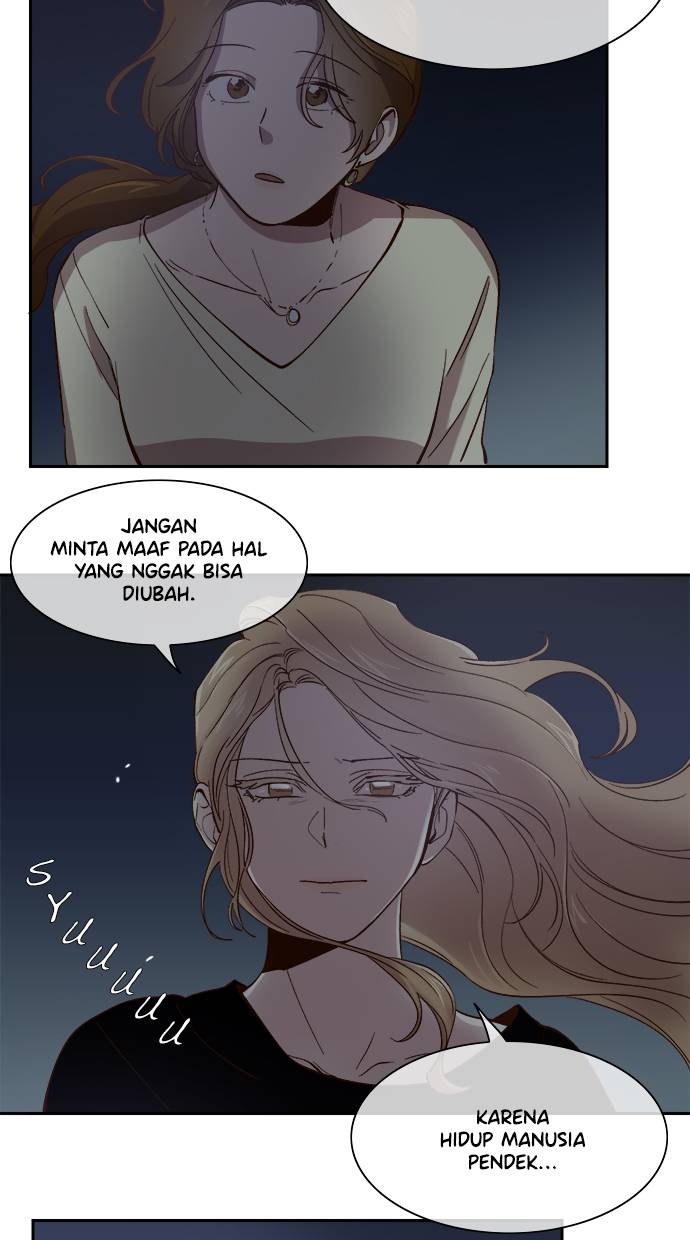 JANGAN
MINTA MAAF PADA HAL
YANG NGGAK BISA
DIUBAH.
SYUUUUU
KARENA
HIDUP MANUSIA
PENDEK...